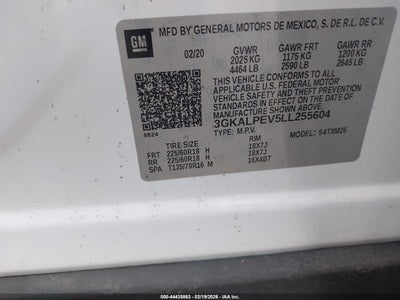 GM
MFD BY GENERAL MOTORS DE MEXICO, S. DE R.L. DE C.V.
02/20 GVWR GAWR FRT GAWR RR
2025 KG 1175 KG 1200 KG
4464 LB 2590 LB 2645 LB
THIS VEHICLE CONFORMS TO ALL
APPLICABLE U.S. FEDERAL MOTOR
VEHICLE SAFETY, BUMPER, AND THEFT
PREVENTION STANDARDS IN EFFECT ON
THE DATE OF MANUFACTURE SHOWN ABOVE.
3GKALPEV5LL255604
TYPE: M.P.V. 54TXM26
0624
TIRE SIZE RIM
FRT 225/60R18 H 18X7J
RR 225/60R18 H 18X7J
SPA T135/70R16 M 16X4BT
000-44435863 - 02/19/2026 - IAA Inc.